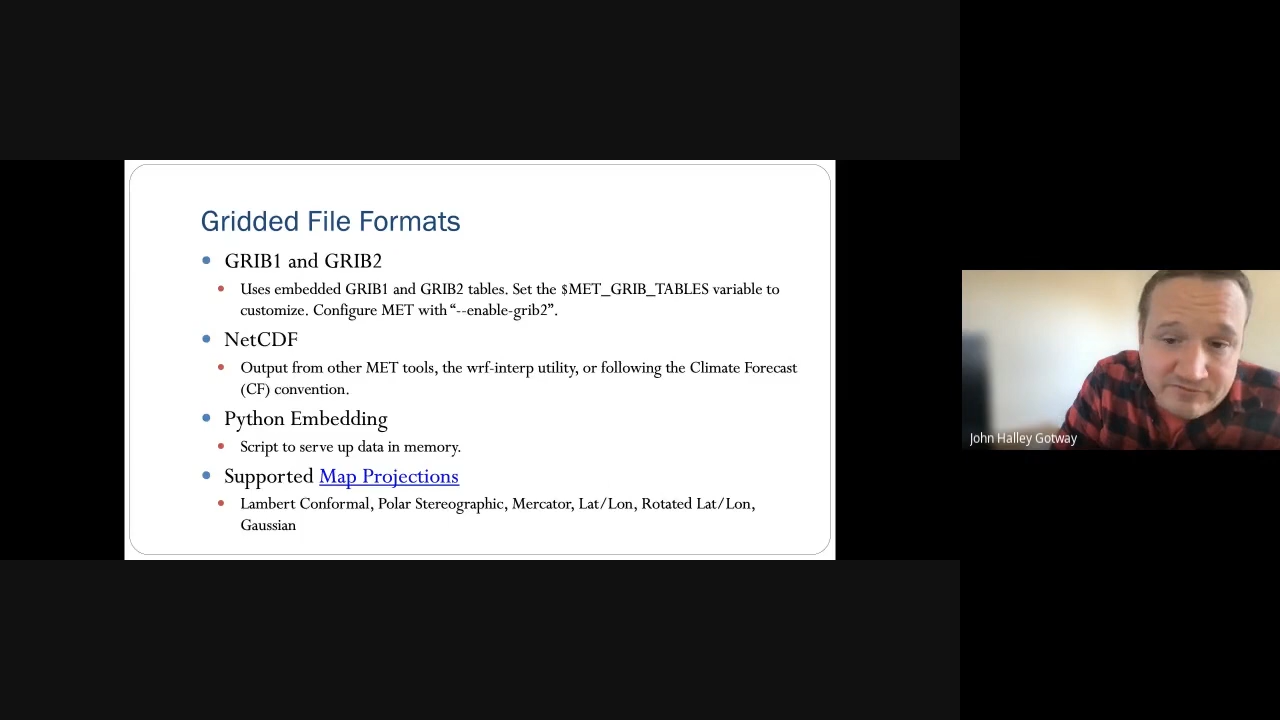 Gridded File Formats
GRIB1 and GRIB2
Uses embedded GRIB1 and GRIB2 tables. Set the $MET_GRIB_TABLES variable to
customize. Configure MET with “--enable-grib2”.
NetCDF
Output from other MET tools, the wrf-interp utility, or following the Climate Forecast
(CF) convention.
Python Embedding
Script to serve up data in memory.
Supported Map Projections
Lambert Conformal, Polar Stereographic, Mercator, Lat/Lon, Rotated Lat/Lon,
Gaussian
John Halley Gotway